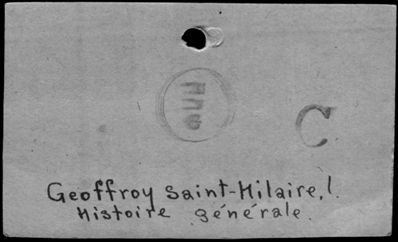 C
Geoffroy Saint-Hilaire, I.
Histoire générale.